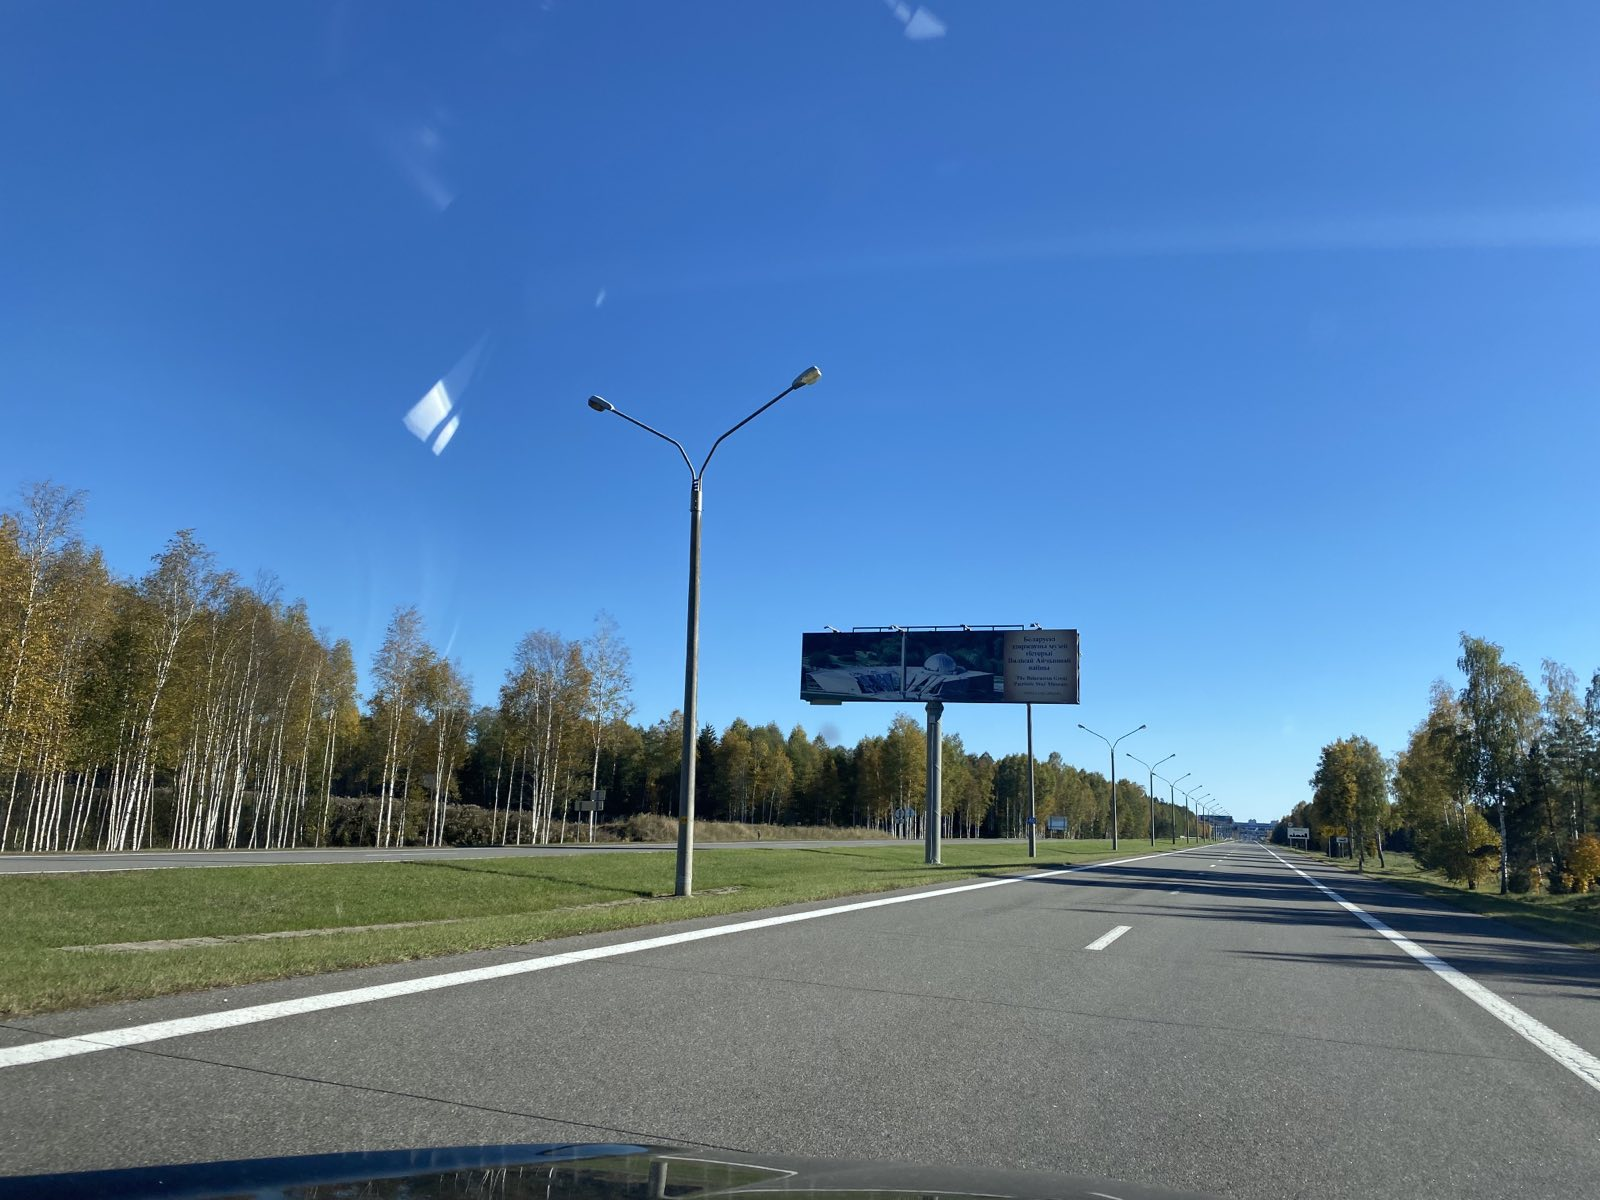 Беларускі
дзяржаўны музей
гісторыі
Вялікай Айчыннай
вайны
The Belarusian Great
Patriotic War Museum